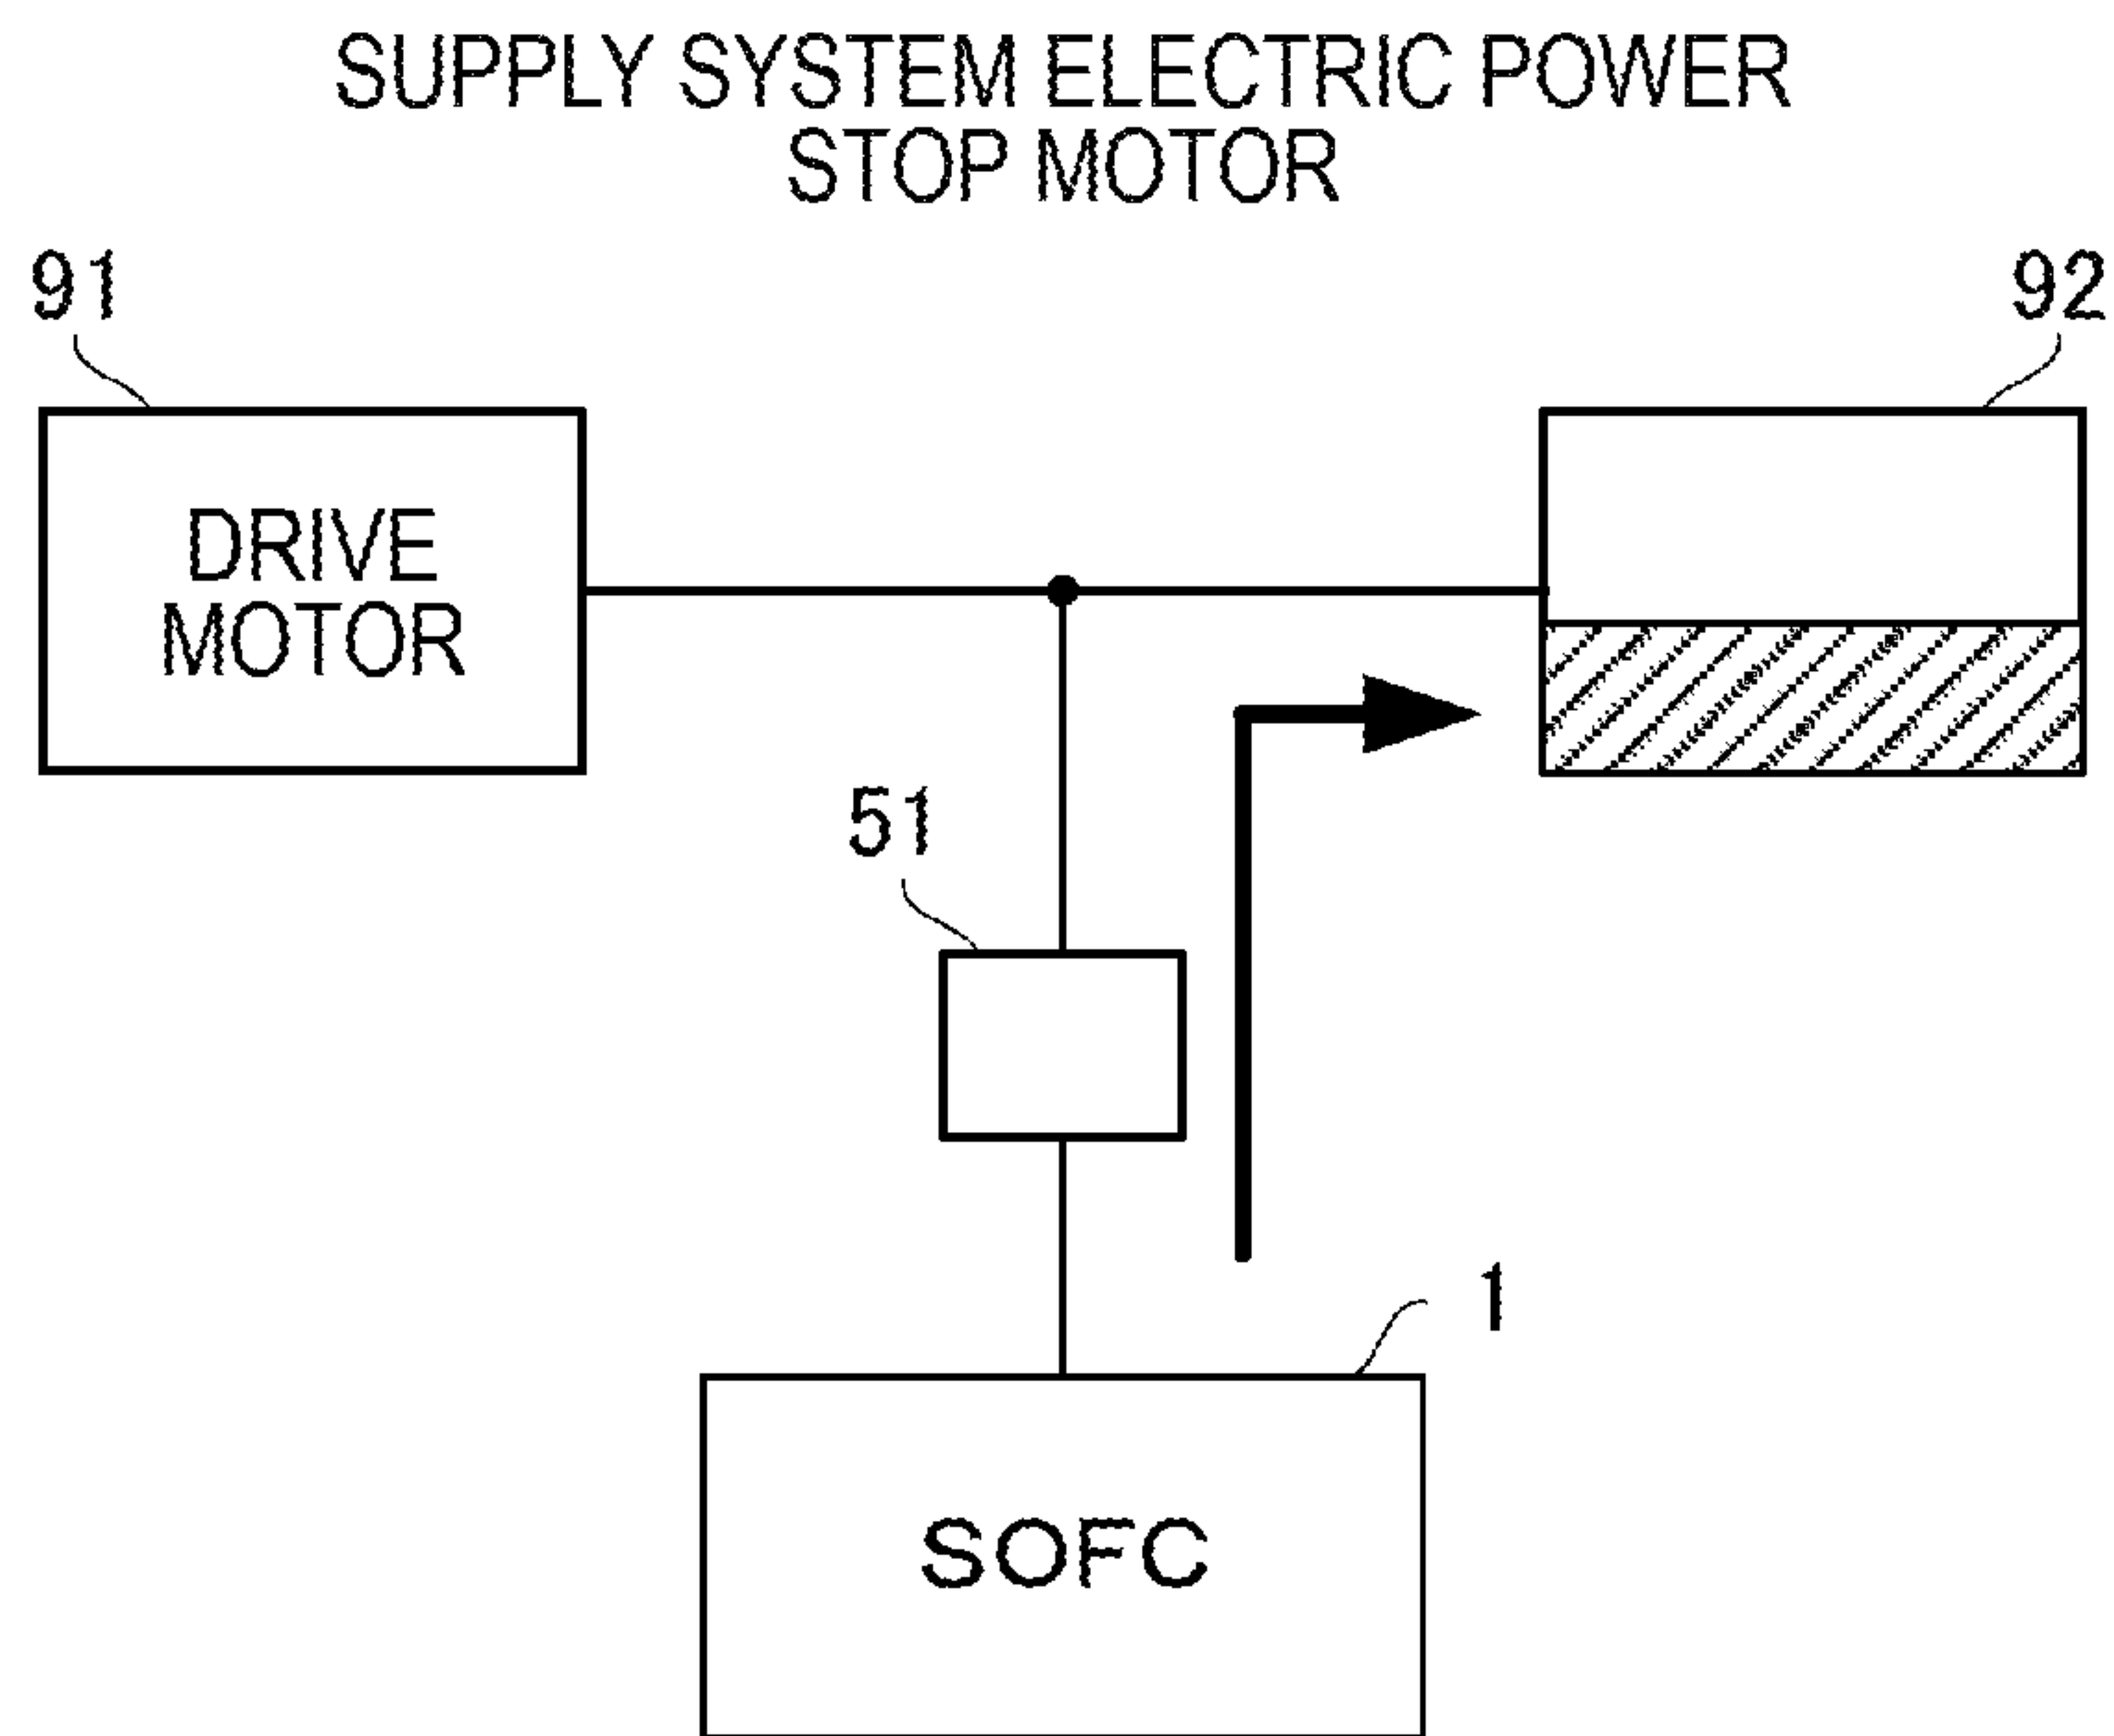 SUPPLY SYSTEM ELECTRIC POWER
STOP MOTOR
91
92
DRIVE
MOTOR
51
1
SOFC